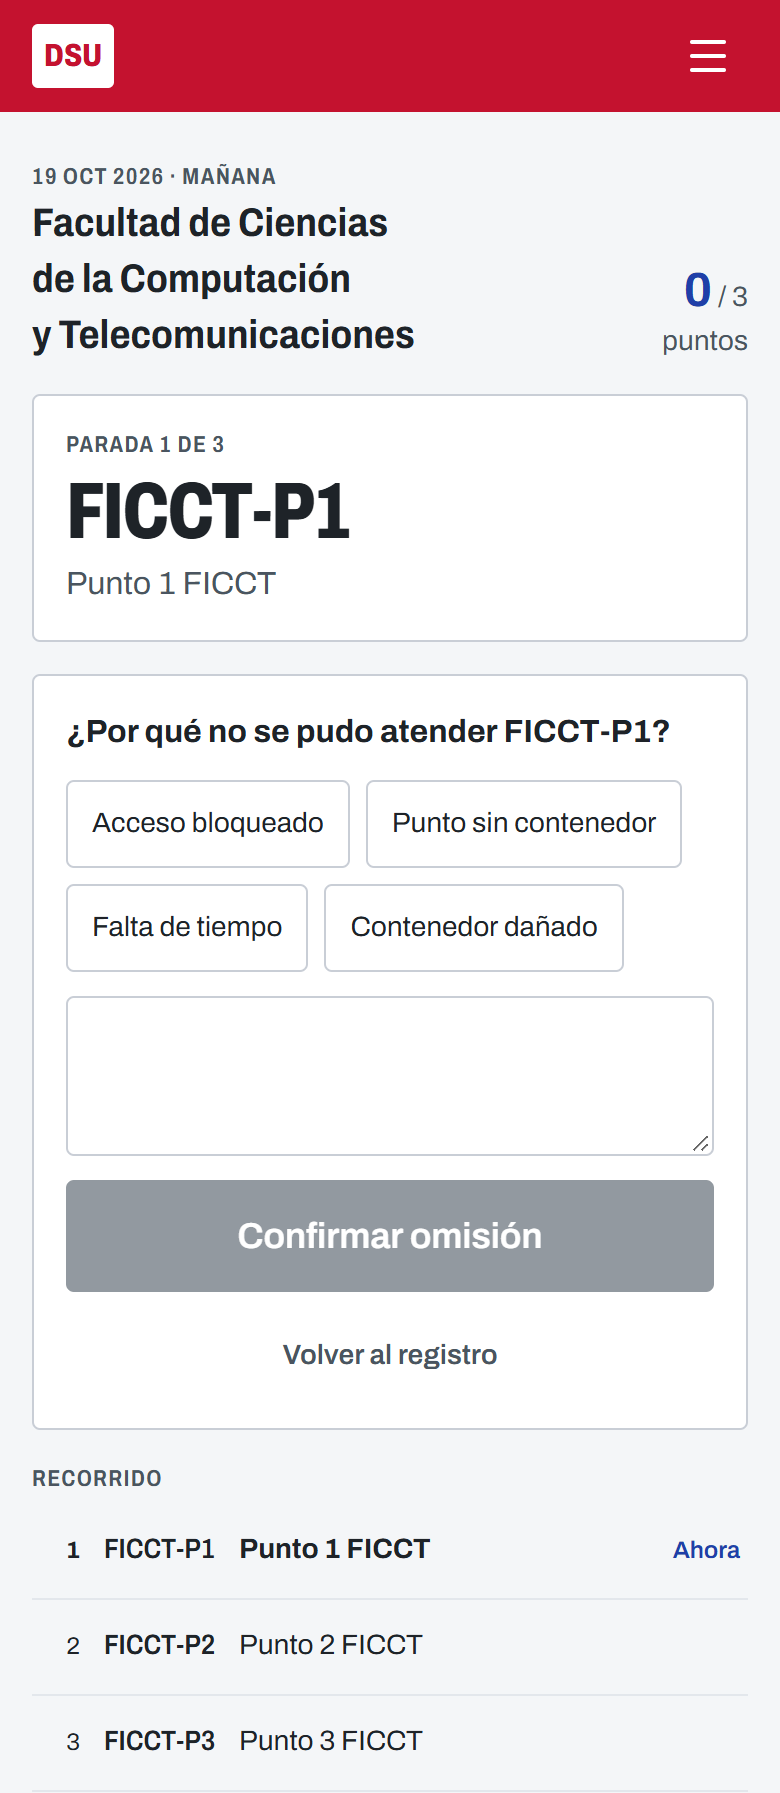 DSU
19 OCT 2026 · MAÑANA
Facultad de Ciencias
de la Computación
y Telecomunicaciones
0 / 3
puntos
PARADA 1 DE 3
FICCT-P1
Punto 1 FICCT
¿Por qué no se pudo atender FICCT-P1?
Acceso bloqueado
Punto sin contenedor
Falta de tiempo
Contenedor dañado
Confirmar omisión
Volver al registro
RECORRIDO
1 FICCT-P1 Punto 1 FICCT Ahora
2 FICCT-P2 Punto 2 FICCT
3 FICCT-P3 Punto 3 FICCT